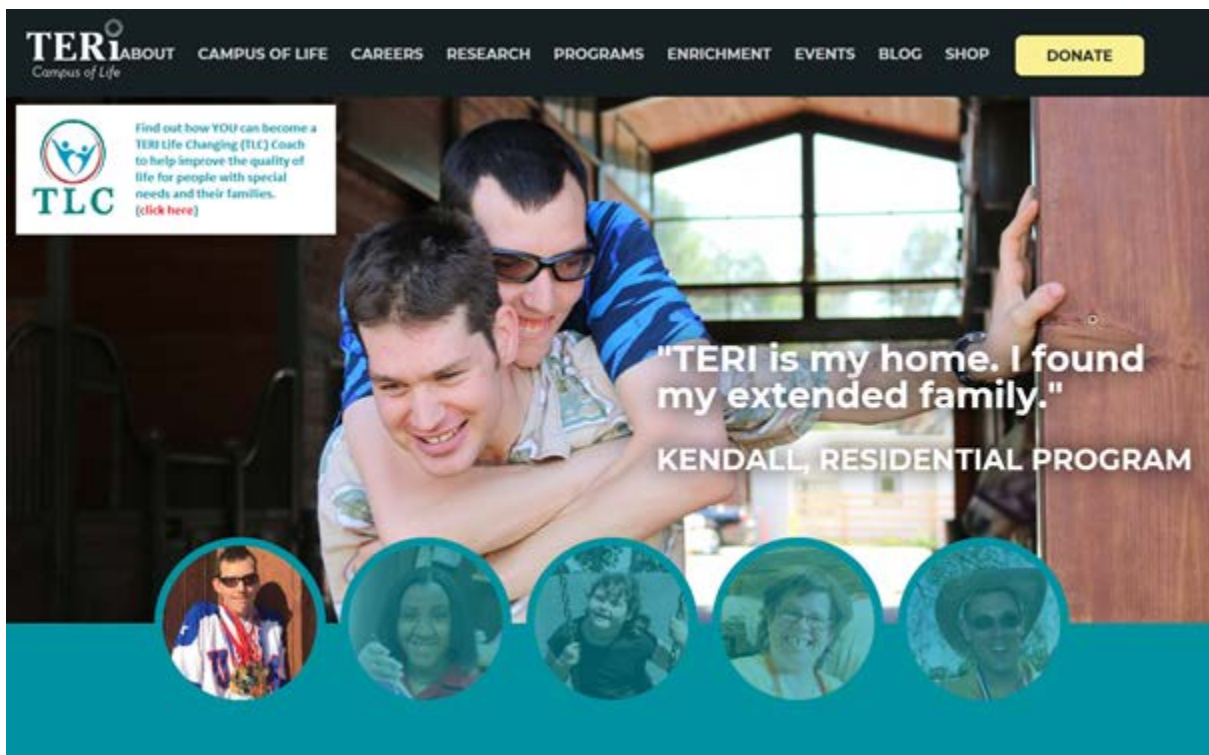 TERi
Campus of Life
ABOUT CAMPUS OF LIFE CAREERS RESEARCH PROGRAMS ENRICHMENT EVENTS BLOG SHOP DONATE
TLC
Find out how YOU can become a
TERI Life Changing (TLC) Coach
to help improve the quality of
life for people with special
needs and their families.
(click here)
"TERI is my home. I found
my extended family."
KENDALL, RESIDENTIAL PROGRAM